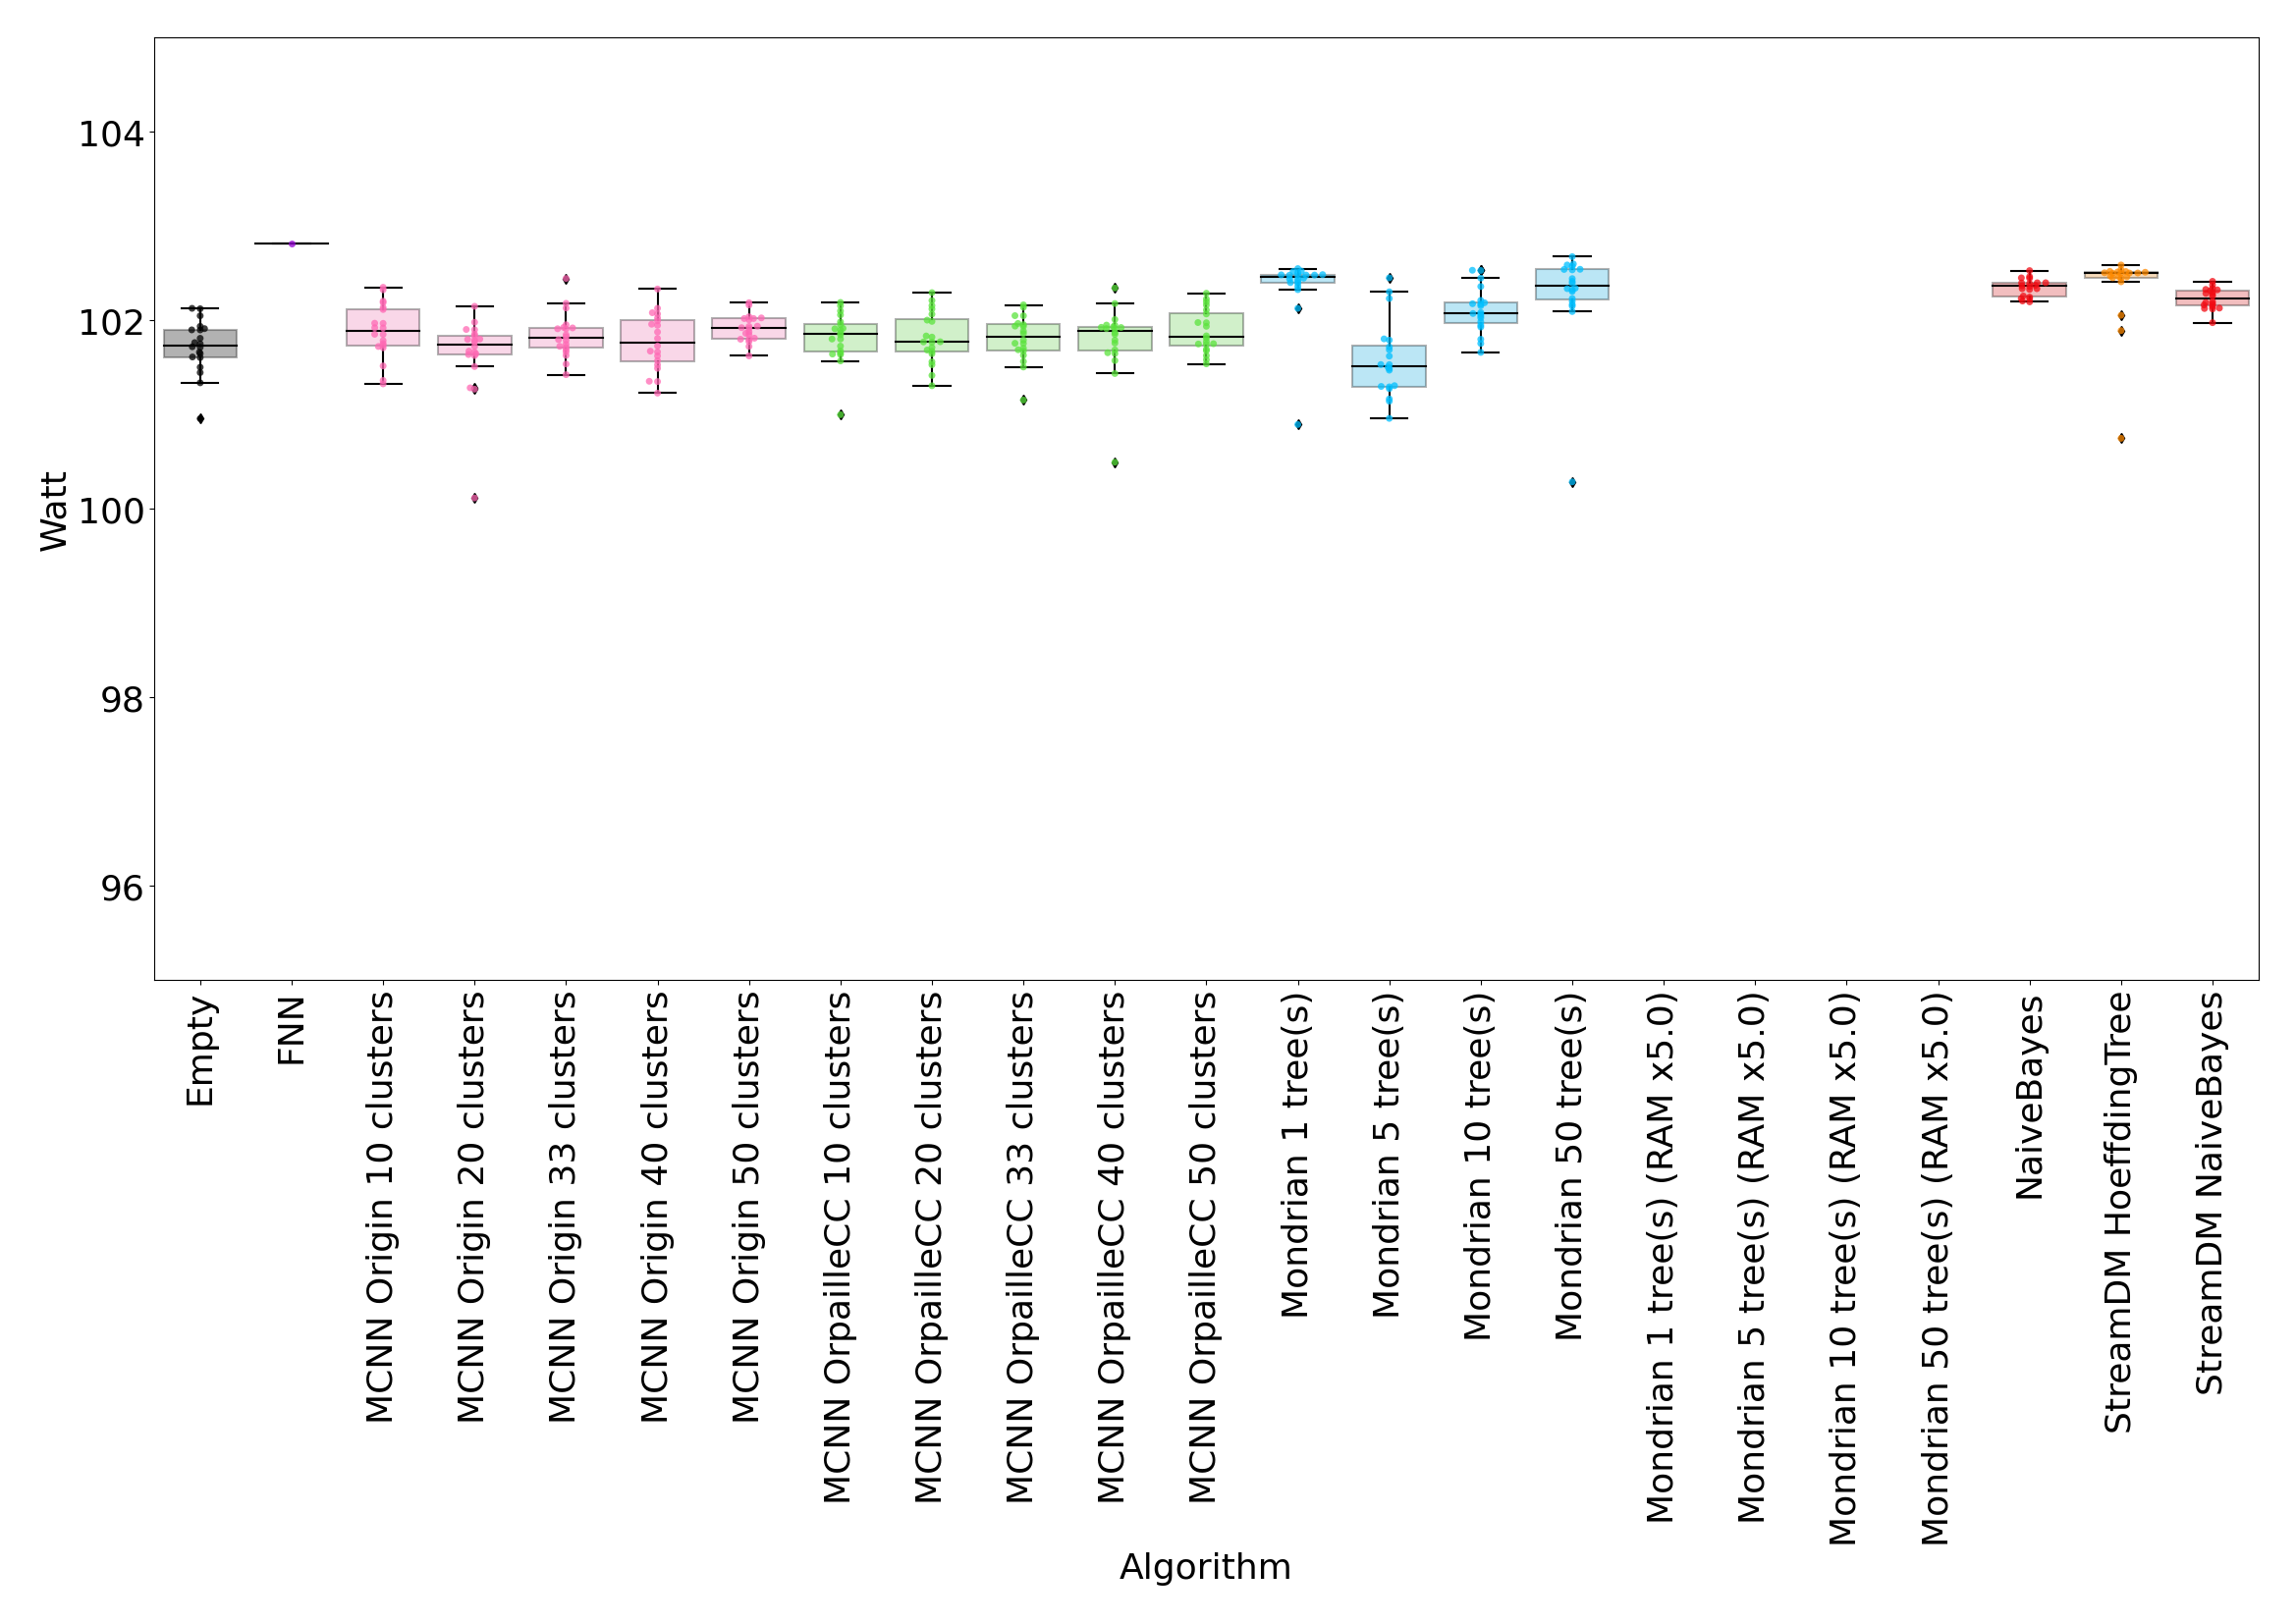 104
102
100
98
96
Watt
Empty
FNN
MCNN Origin 10 clusters
MCNN Origin 20 clusters
MCNN Origin 33 clusters
MCNN Origin 40 clusters
MCNN Origin 50 clusters
MCNN OrpailleCC 10 clusters
MCNN OrpailleCC 20 clusters
MCNN OrpailleCC 33 clusters
MCNN OrpailleCC 40 clusters
MCNN OrpailleCC 50 clusters
Mondrian 1 tree(s)
Mondrian 5 tree(s)
Mondrian 10 tree(s)
Mondrian 50 tree(s)
Mondrian 1 tree(s) (RAM x5.0)
Mondrian 5 tree(s) (RAM x5.0)
Mondrian 10 tree(s) (RAM x5.0)
Mondrian 50 tree(s) (RAM x5.0)
NaiveBayes
StreamDM HoeffdingTree
StreamDM NaiveBayes
Algorithm